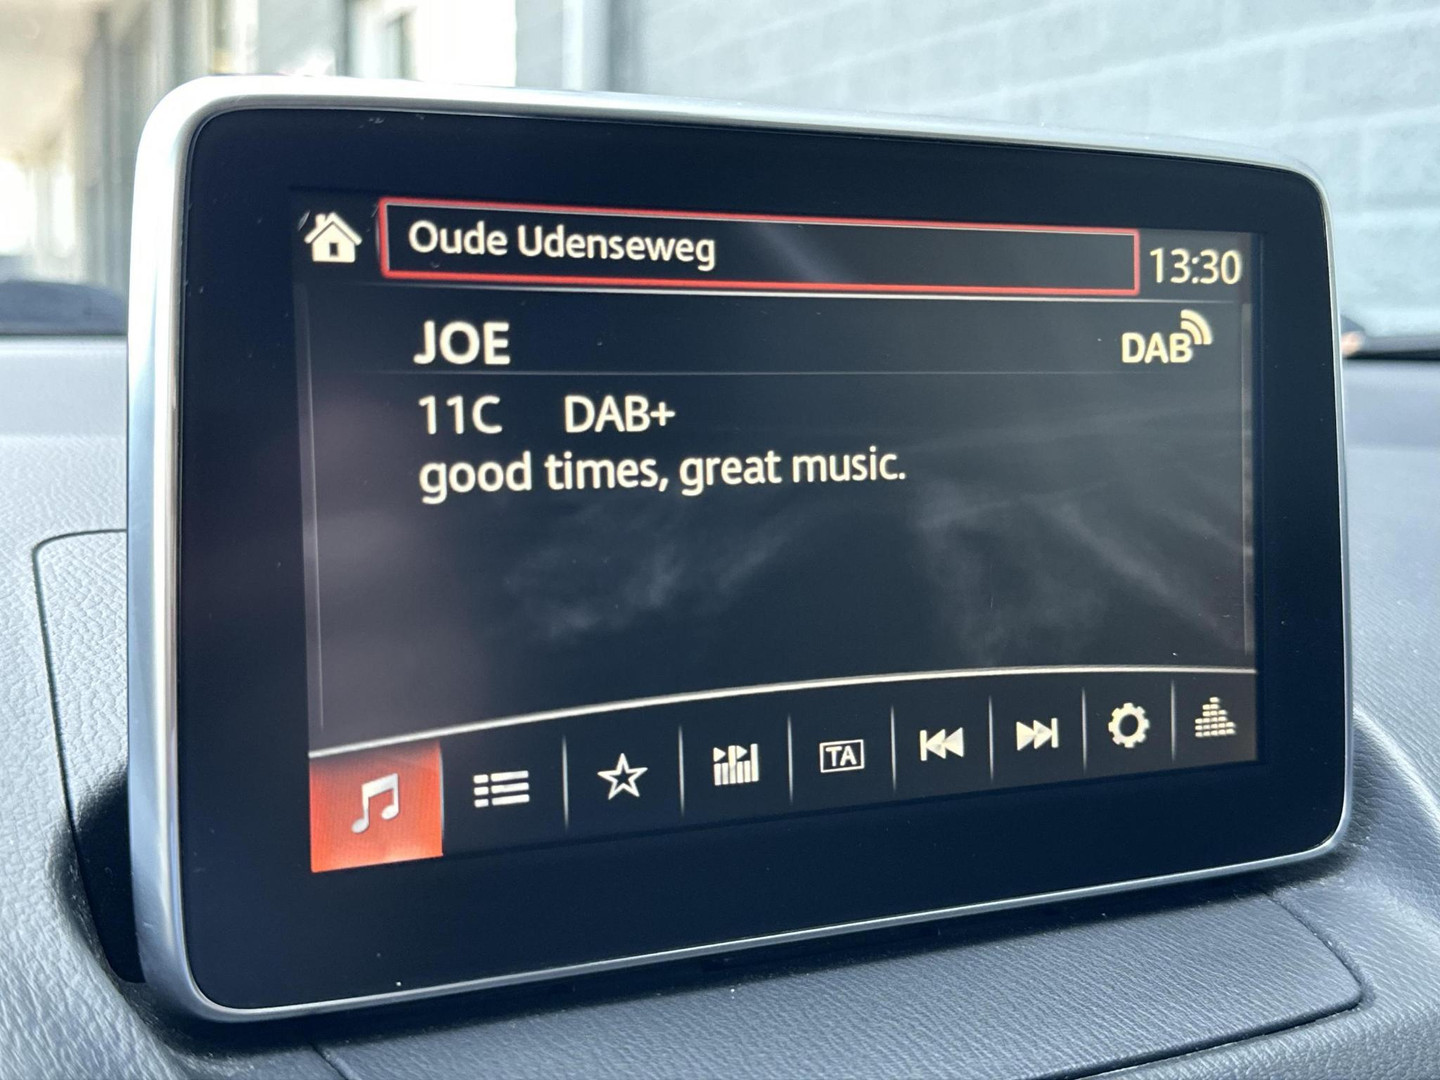 Oude Udenseweg 13:30
JOE DAB
11C DAB+
good times, great music.
TA